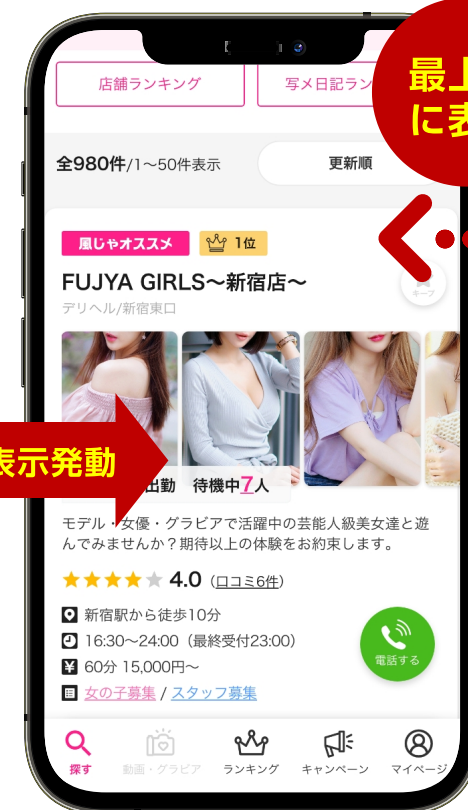 店舗ランキング
写メ日記ラン
最上
に表
全980件/1～50件表示
更新順
風じゃオススメ
1位
FUJYA GIRLS～新宿店～
キープ
デリヘル/新宿東口
表示発動
出勤 待機中7人
モデル・女優・グラビアで活躍中の芸能人級美女達と遊
んでみませんか？期待以上の体験をお約束します。
4.0（口コミ6件）
新宿駅から徒歩10分
16:30～24:00（最終受付23:00）
60分 15,000円～
電話する
女の子募集 / スタッフ募集
探す
動画・グラビア
ランキング
キャンペーン
マイページ